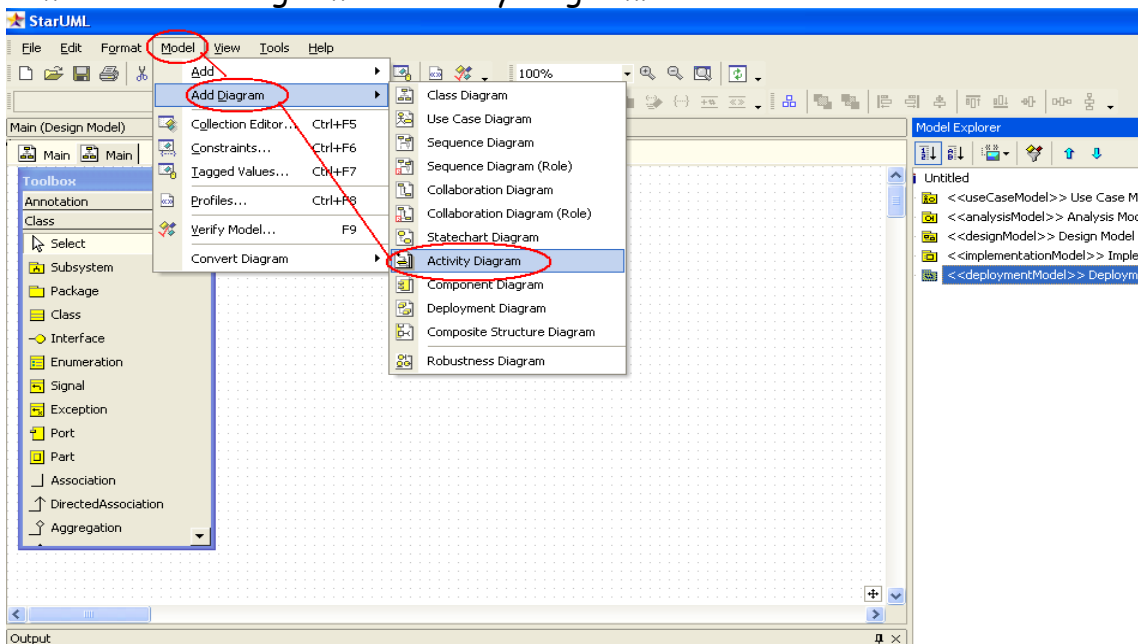 StarUML
File Edit Format Model View Tools Help
100%
Add
Add Diagram
Collection Editor... Ctrl+F5
Constraints... Ctrl+F6
Tagged Values... Ctrl+F7
Profiles... Ctrl+F8
Verify Model... F9
Convert Diagram
Class Diagram
Use Case Diagram
Sequence Diagram
Sequence Diagram (Role)
Collaboration Diagram
Collaboration Diagram (Role)
Statechart Diagram
Activity Diagram
Component Diagram
Deployment Diagram
Composite Structure Diagram
Robustness Diagram
Main (Design Model)
Main Main
Toolbox
Annotation
Class
Select
Subsystem
Package
Class
Interface
Enumeration
Signal
Exception
Port
Part
Association
DirectedAssociation
Aggregation
Model Explorer
Untitled
<<useCaseModel>> Use Case M
<<analysisModel>> Analysis Mod
<<designModel>> Design Model
<<implementationModel>> Imple
<<deploymentModel>> Deploym
Output